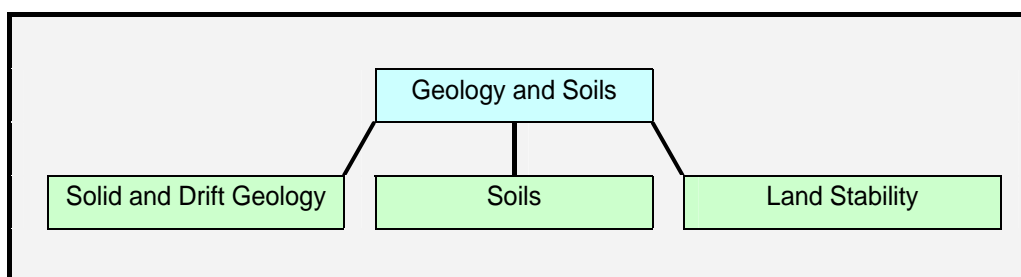 Geology and Soils
Solid and Drift Geology
Soils
Land Stability